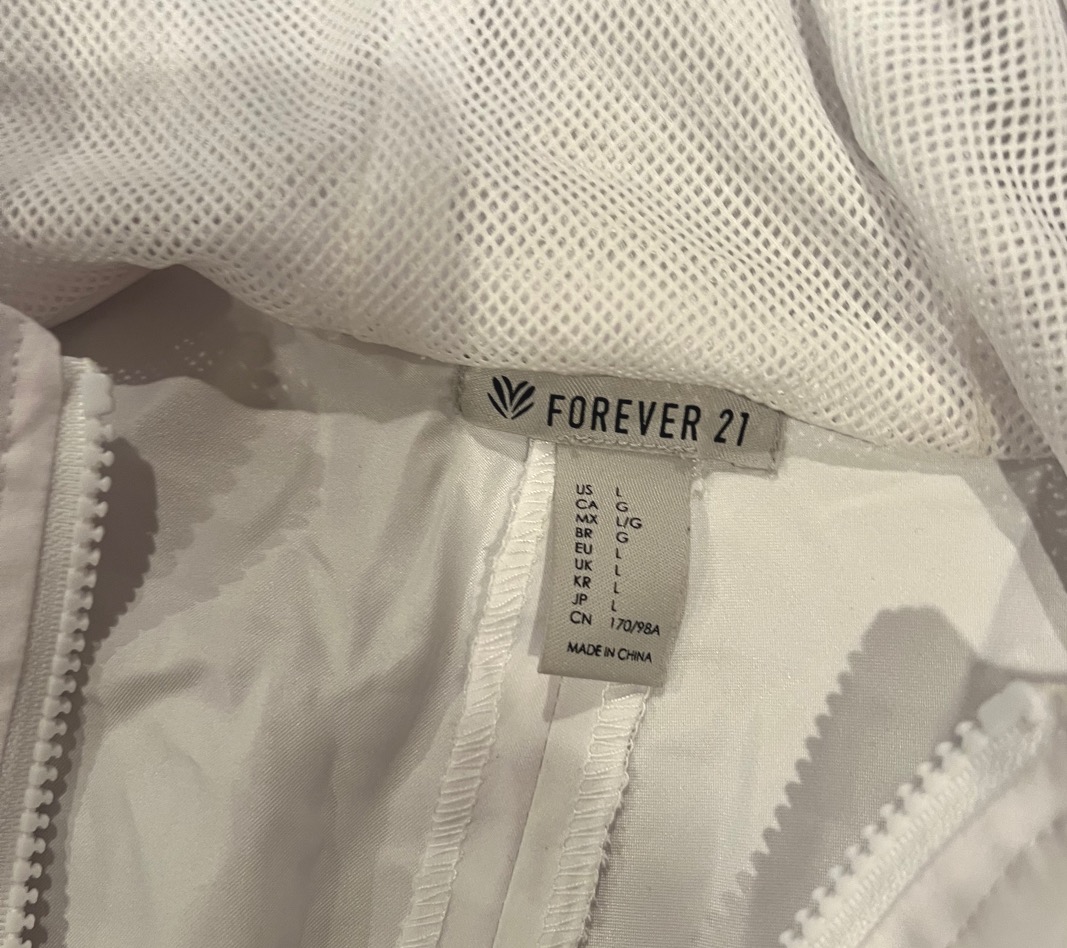 FOREVER 21
US L
CA G
MX L/G
BR G
EU L
UK L
KR L
JP L
CN 170/98A
MADE IN CHINA